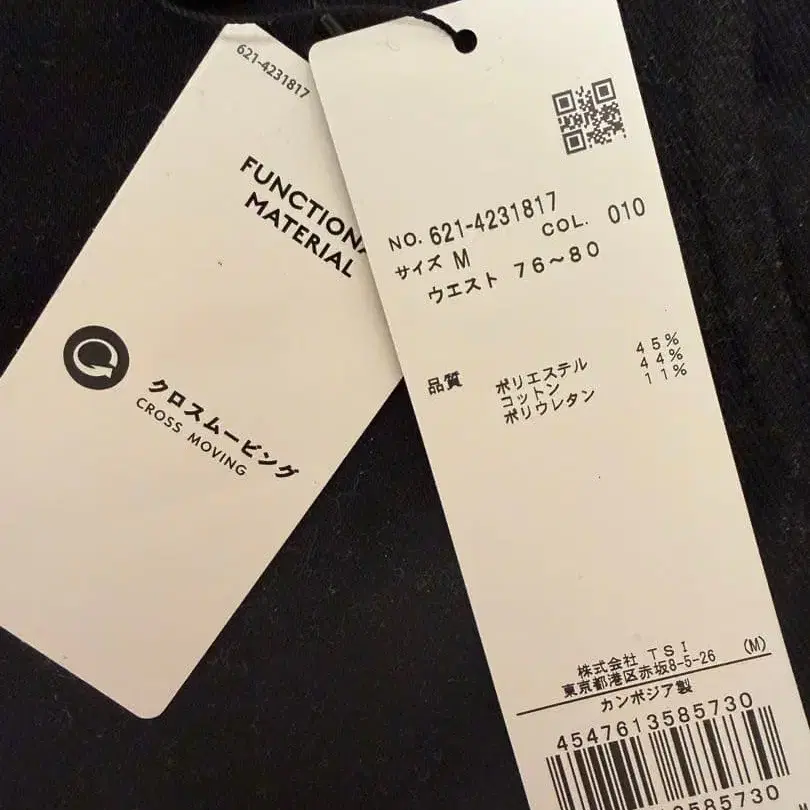 621-4231817
FUNCTIONA
MATERIAL
クロスムービング
CROSS MOVING
NO. 621-4231817 COL. 010
サイズ M
ウエスト 76～80
品質 ポリエステル 45%
コットン 44%
ポリウレタン 11%
株式会社 TSI (M)
東京都港区赤坂8-5-26
カンボジア製
4547613585730